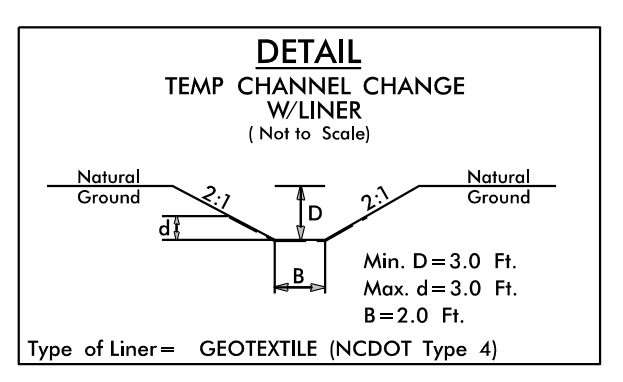 DETAIL
TEMP CHANNEL CHANGE
W/LINER
( Not to Scale)
Natural
Ground
2:1
D
2:1
Natural
Ground
d
B
Min. D=3.0 Ft.
Max. d=3.0 Ft.
B=2.0 Ft.
Type of Liner= GEOTEXTILE (NCDOT Type 4)